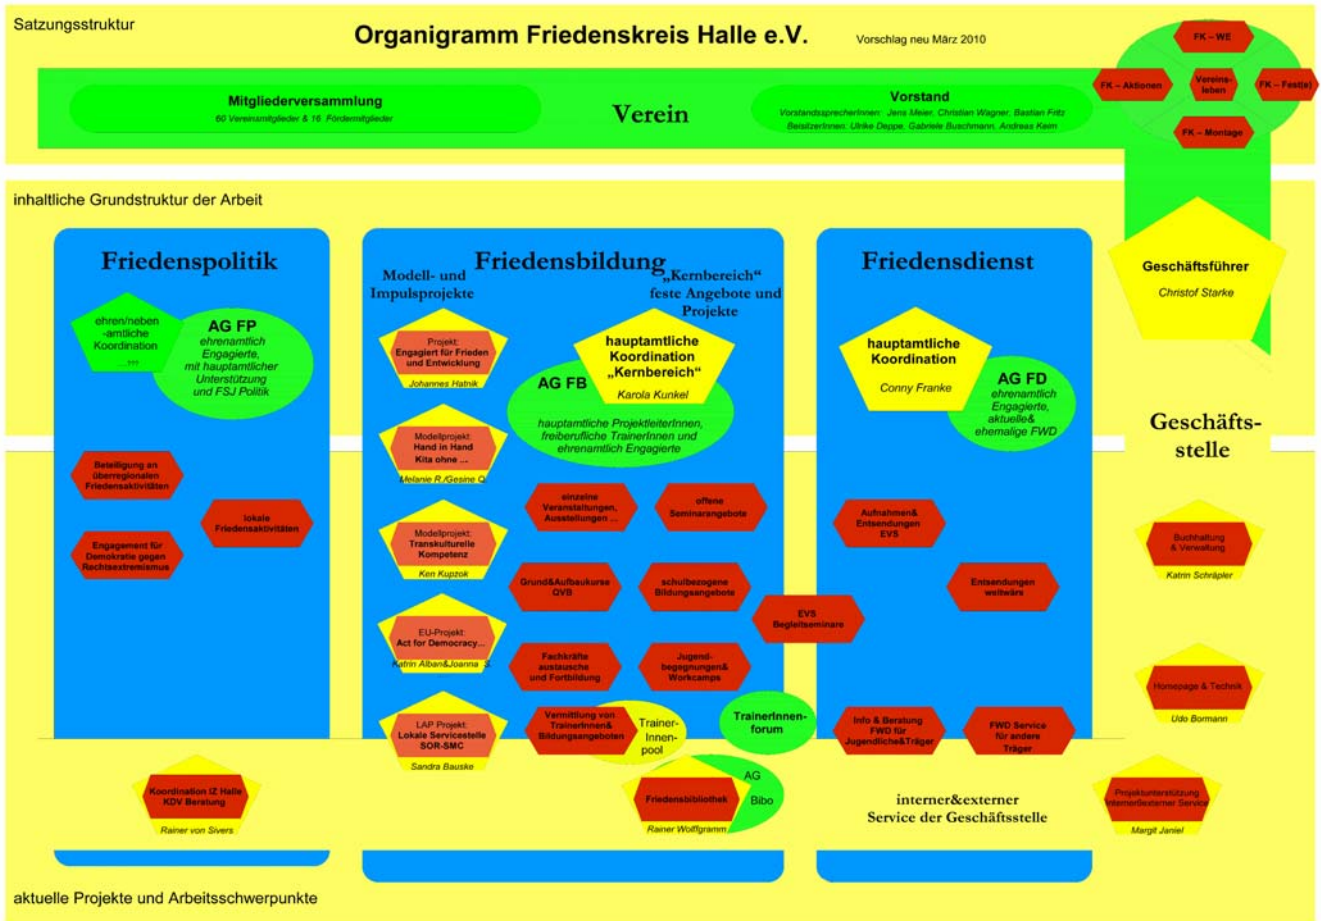 Satzungsstruktur
Organigramm Friedenskreis Halle e.V.
Vorschlag neu März 2010
Mitgliederversammlung
60 Vereinamitglieder & 16 Fördermitglieder
Verein
Vorstand
VorstandssprecherInnen: Jens Meier, Christian Wagner, Bastian Fritz
BeisitzerInnen: Ulrike Deppe, Gabriele Buschmann, Andreas Keim
FK – WE
FK – Aktionen
Vereins-
leben
FK – Fest(e)
FK – Montage
inhaltliche Grundstruktur der Arbeit
Friedenspolitik
ehren/neben
-amtliche
Koordination
...???
AG FP
ehrenamtlich
Engagierte,
mit hauptamtlicher
Unterstützung
und FSJ Politik
Beteiligung an
überregionalen
Friedensaktivitäten
lokale
Friedensaktivitäten
Engagement für
Demokratie gegen
Rechtsextremismus
Koordination IZ Halle
KDV Beratung
Rainer von Sivers
Friedensbildung
Modell- und
Impulsprojekte
„Kernbereich“
feste Angebote und
Projekte
Projekt:
Engagiert für Frieden
und Entwicklung
Johannes Hatnik
Modellprojekt:
Hand in Hand
Kita ohne ...
Melanie R./Gesine Q.
Modellprojekt:
Transkulturelle
Kompetenz
Ken Kupzok
EU-Projekt:
Act for Democracy...
Katrin Alban&Joanna S.
LAP Projekt:
Lokale Servicestelle
SOR-SMC
Sandra Bauske
hauptamtliche
Koordination
„Kernbereich“
Karola Kunkel
AG FB
hauptamtliche ProjektleiterInnen,
freiberufliche TrainerInnen und
ehrenamtlich Engagierte
einzelne
Veranstaltungen,
Ausstellungen ...
offene
Seminarangebote
Grund&Aufbaukurse
QVB
schulbezogene
Bildungsangebote
EVS
Begleitseminare
Fachkräfte
austausche
und Fortbildung
Jugend-
begegnungen&
Workcamps
Vermittlung von
TrainerInnen&
Bildungsangeboten
Trainer-
Innen-
pool
TrainerInnen-
forum
Friedensbibliothek
Rainer Wolffgramm
AG
Bibo
Friedensdienst
hauptamtliche
Koordination
Conny Franke
AG FD
ehrenamtlich
Engagierte,
aktuelle&
ehemalige FWD
Aufnahmen&
Entsendungen
EVS
Entsendungen
weltwärs
Info & Beratung
FWD für
Jugendliche&Träger
FWD Service
für andere
Träger
interner&externer
Service der Geschäftsstelle
Geschäftsführer
Christof Starke
Geschäfts-
stelle
Buchhaltung
& Verwaltung
Katrin Schräpler
Homepage & Technik
Udo Bormann
Projektunterstützung
Interner&externer Service
Margit Janiel
aktuelle Projekte und Arbeitsschwerpunkte